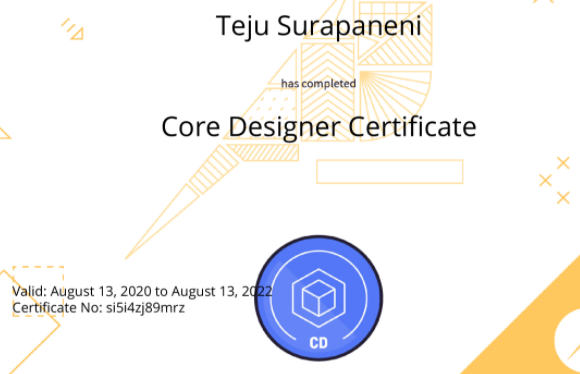 Teju Surapaneni
has completed
Core Designer Certificate
Valid: August 13, 2020 to August 13, 2022
Certificate No: si5i4zj89mrz
CD